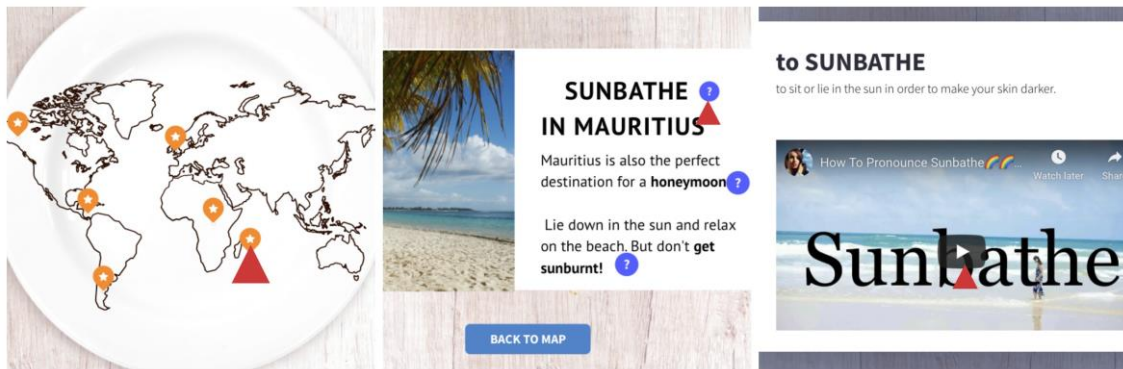 SUNBATHE ?
IN MAURITIUS
Mauritius is also the perfect
destination for a honeymoon ?
Lie down in the sun and relax
on the beach. But don't get
sunburnt! ?
BACK TO MAP
to SUNBATHE
to sit or lie in the sun in order to make your skin darker.
How To Pronounce Sunbathe🌈🌈...
Watch later
Shar
Sunbathe